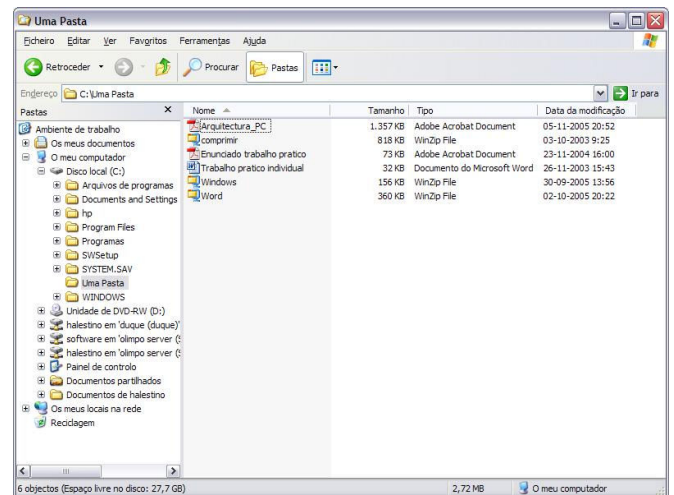 Uma Pasta
Ficheiro Editar Ver Favoritos Ferramentas Ajuda
Retroceder Procurar Pastas
Endereço C:\Uma Pasta Ir para
Pastas
Ambiente de trabalho
Os meus documentos
O meu computador
Disco local (C:)
Arquivos de programas
Documents and Settings
hp
Program Files
Programas
SWSetup
SYSTEM.SAV
Uma Pasta
WINDOWS
Unidade de DVD-RW (D:)
halestino em 'duque (duque)'
software em 'olimpo server (
halestino em 'olimpo server (
Painel de controlo
Documentos partilhados
Documentos de halestino
Os meus locais na rede
Reciclagem
Nome Tamanho Tipo Data da modificação
Arquitectura_PC 1.357 KB Adobe Acrobat Document 05-11-2005 20:52
comprimir 818 KB WinZip File 03-10-2003 9:25
Enunciado trabalho pratico 73 KB Adobe Acrobat Document 23-11-2004 16:00
Trabalho pratico individual 32 KB Documento do Microsoft Word 26-11-2003 15:43
Windows 156 KB WinZip File 30-09-2005 13:56
Word 360 KB WinZip File 02-10-2005 20:22
6 objectos (Espaço livre no disco: 27,7 GB) 2,72 MB O meu computador